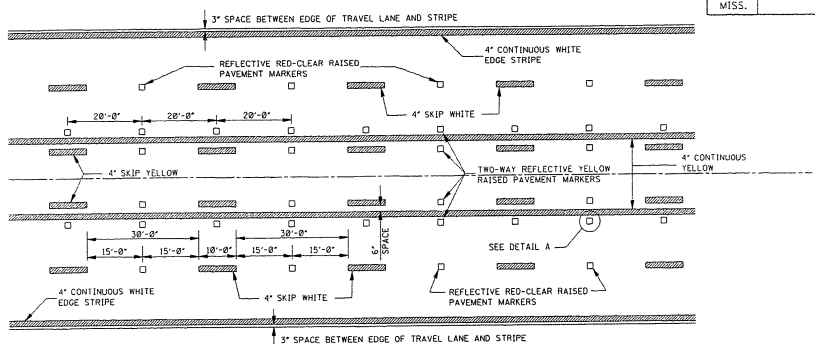 MISS.
3" SPACE BETWEEN EDGE OF TRAVEL LANE AND STRIPE
4" CONTINUOUS WHITE
EDGE STRIPE
REFLECTIVE RED-CLEAR RAISED
PAVEMENT MARKERS
4" SKIP WHITE
20'-0" 20'-0" 20'-0"
4" SKIP YELLOW
TWO-WAY REFLECTIVE YELLOW
RAISED PAVEMENT MARKERS
4" CONTINUOUS
YELLOW
30'-0" 30'-0"
15'-0" 15'-0" 10'-0" 15'-0" 15'-0"
6"
SPACE
SEE DETAIL A
4" CONTINUOUS WHITE
EDGE STRIPE
4" SKIP WHITE
REFLECTIVE RED-CLEAR RAISED
PAVEMENT MARKERS
3" SPACE BETWEEN EDGE OF TRAVEL LANE AND STRIPE